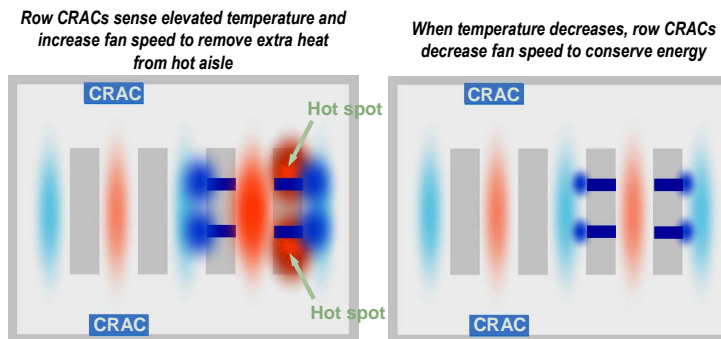 Row CRACs sense elevated temperature and
increase fan speed to remove extra heat
from hot aisle
CRAC
Hot spot
Hot spot
CRAC
When temperature decreases, row CRACs
decrease fan speed to conserve energy
CRAC
CRAC